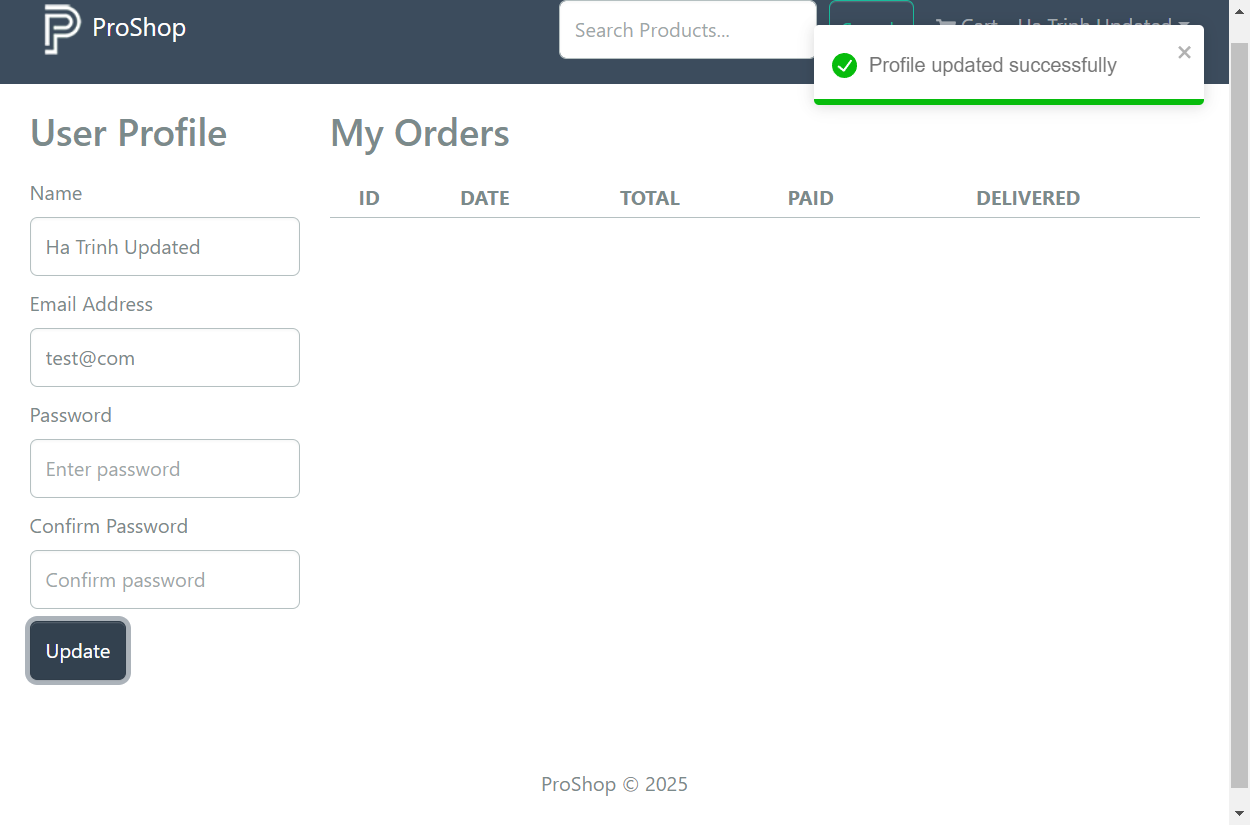 ProShop
Search Products...
Cart
Ha Trinh Updated
Profile updated successfully
User Profile
My Orders
Name
ID DATE TOTAL PAID DELIVERED
Ha Trinh Updated
Email Address
test@com
Password
Enter password
Confirm Password
Confirm password
Update
ProShop © 2025